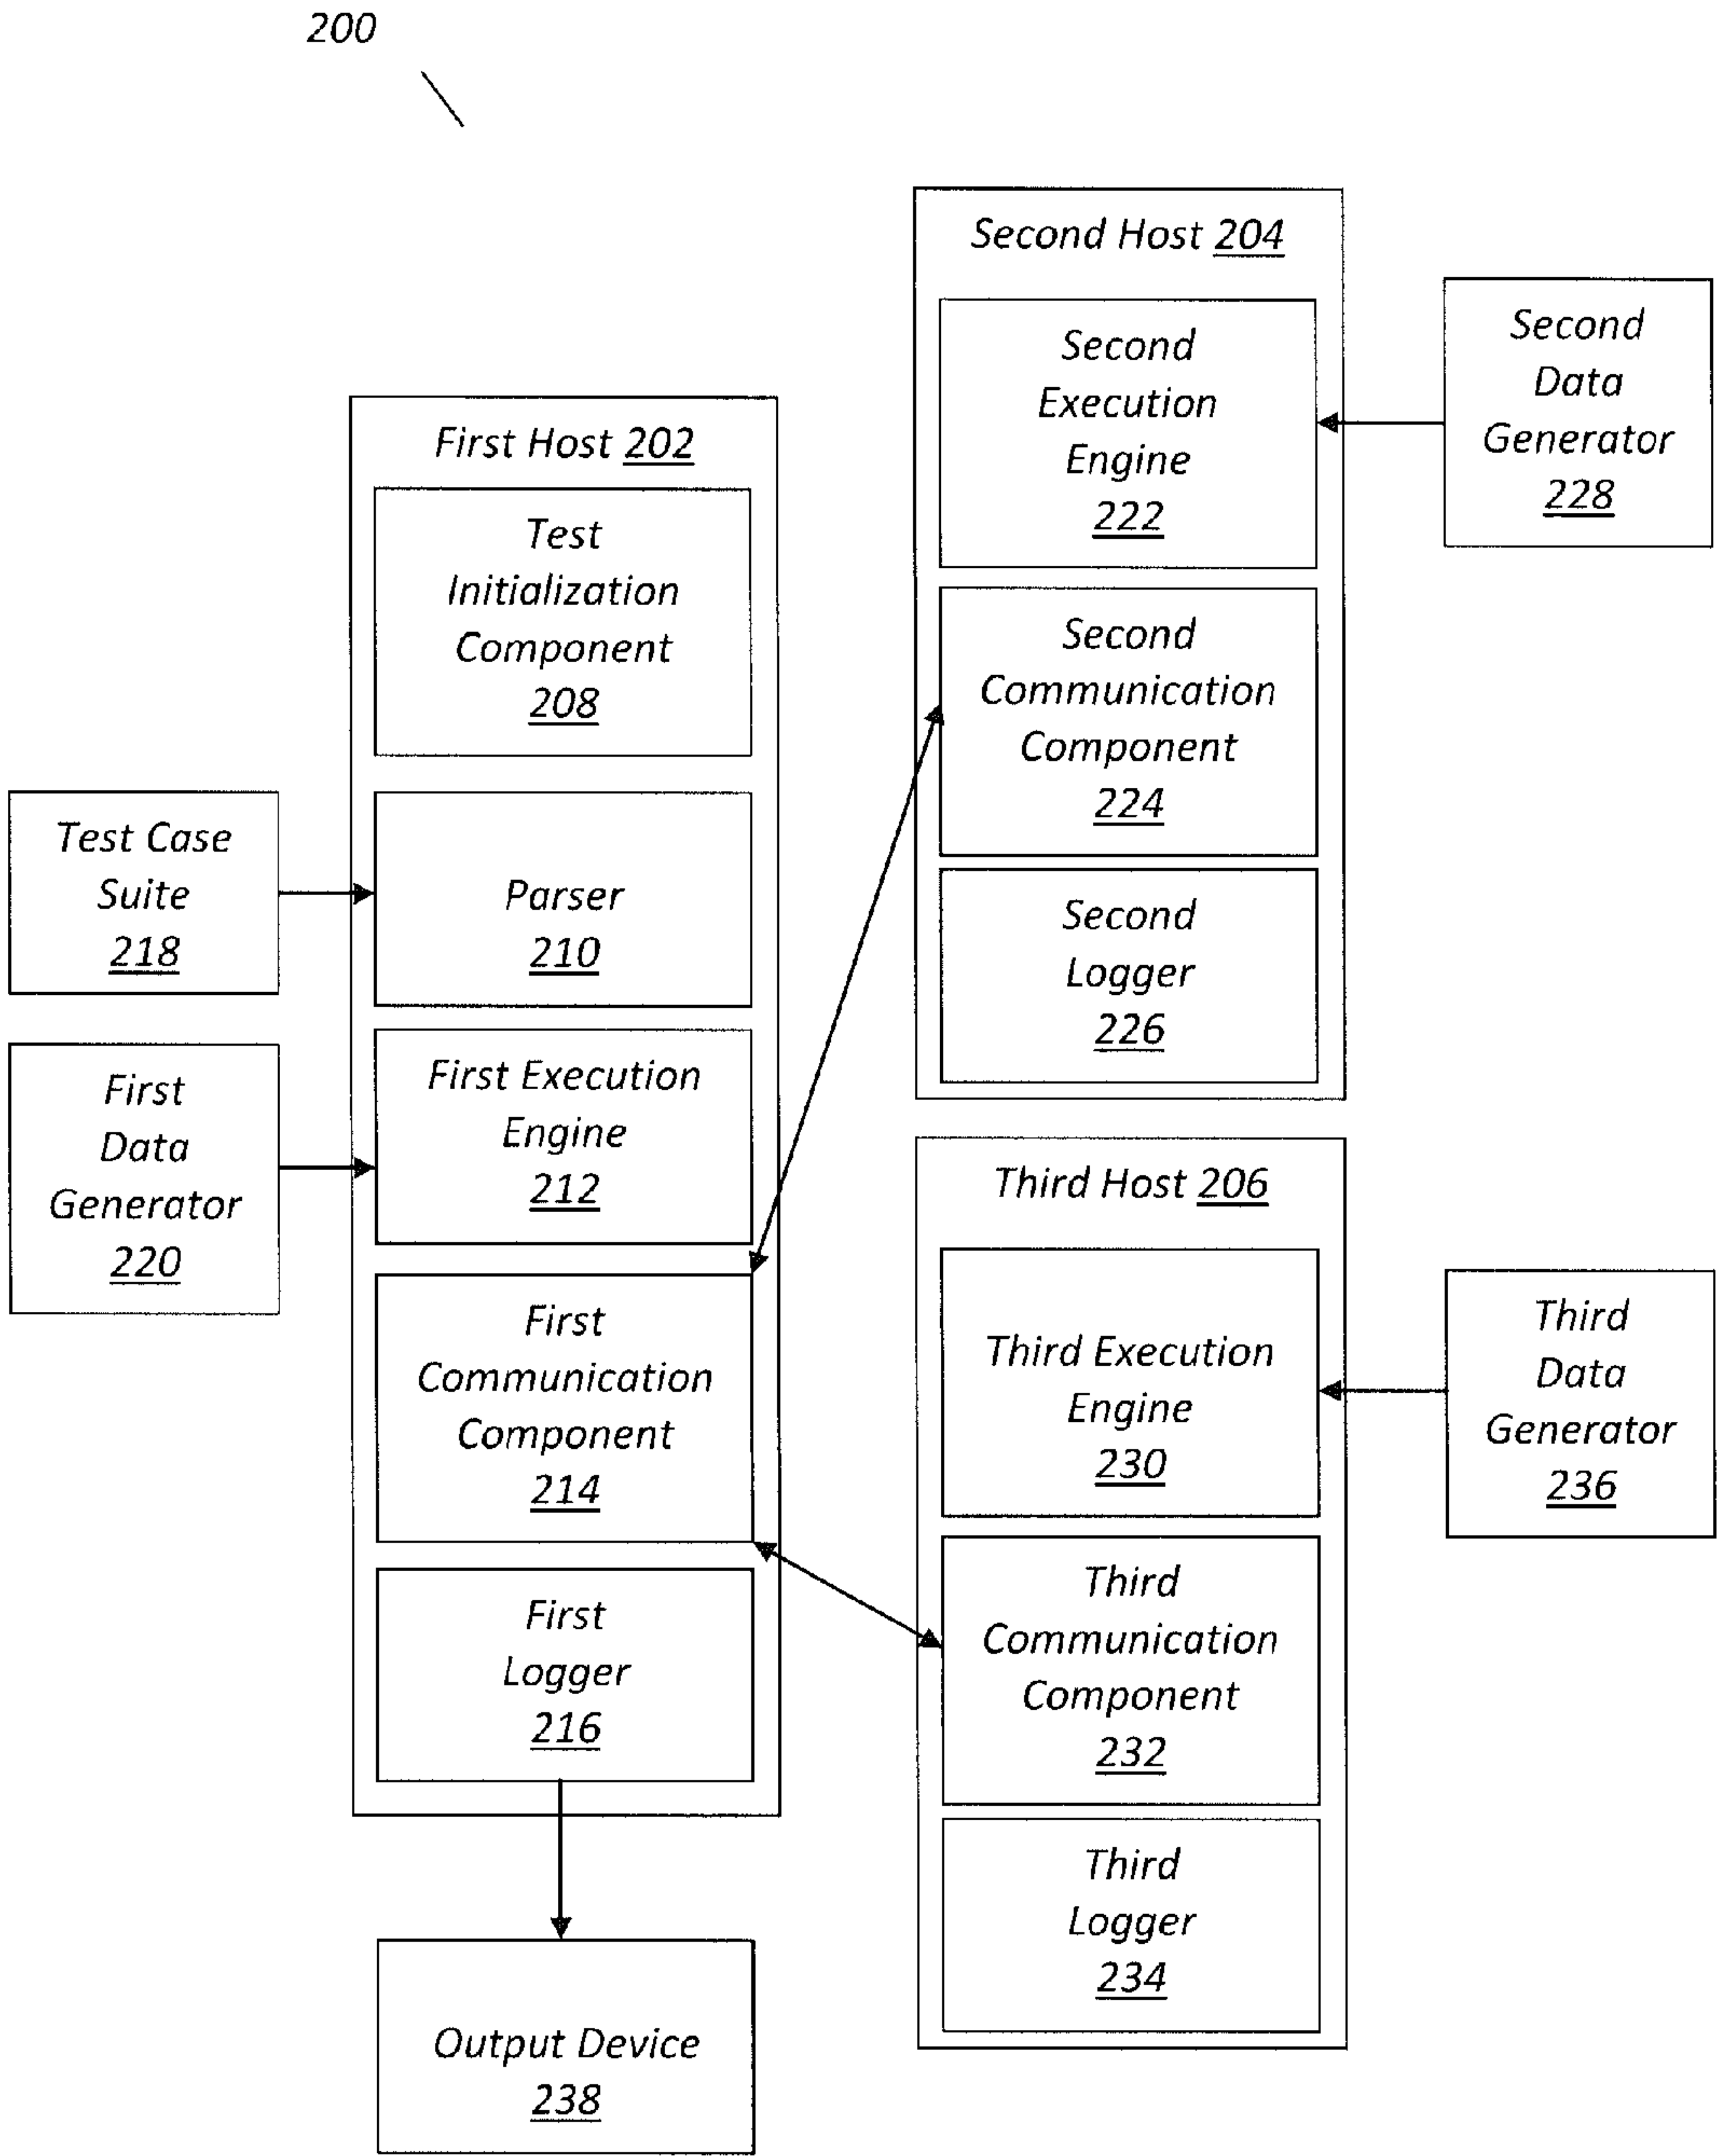 200
First Host 202
Test
Initialization
Component
208
Parser
210
First Execution
Engine
212
First
Communication
Component
214
First
Logger
216
Test Case
Suite
218
First
Data
Generator
220
Output Device
238
Second Host 204
Second
Execution
Engine
222
Second
Communication
Component
224
Second
Logger
226
Second
Data
Generator
228
Third Host 206
Third Execution
Engine
230
Third
Communication
Component
232
Third
Logger
234
Third
Data
Generator
236